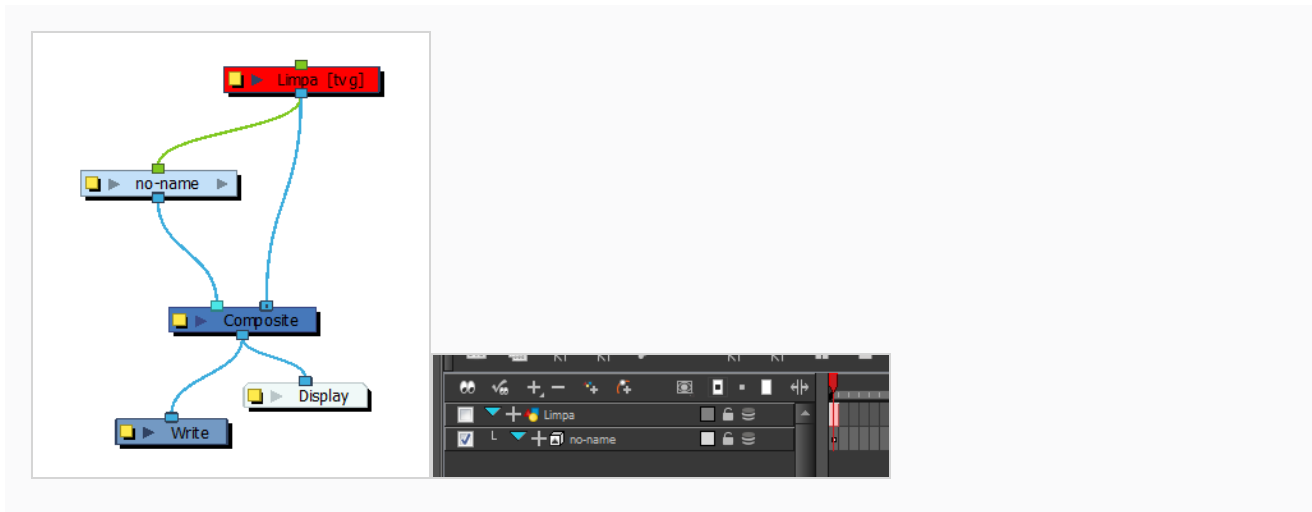 Limpa [tvg]
no-name
Composite
Display
Write
Limpa
no-name